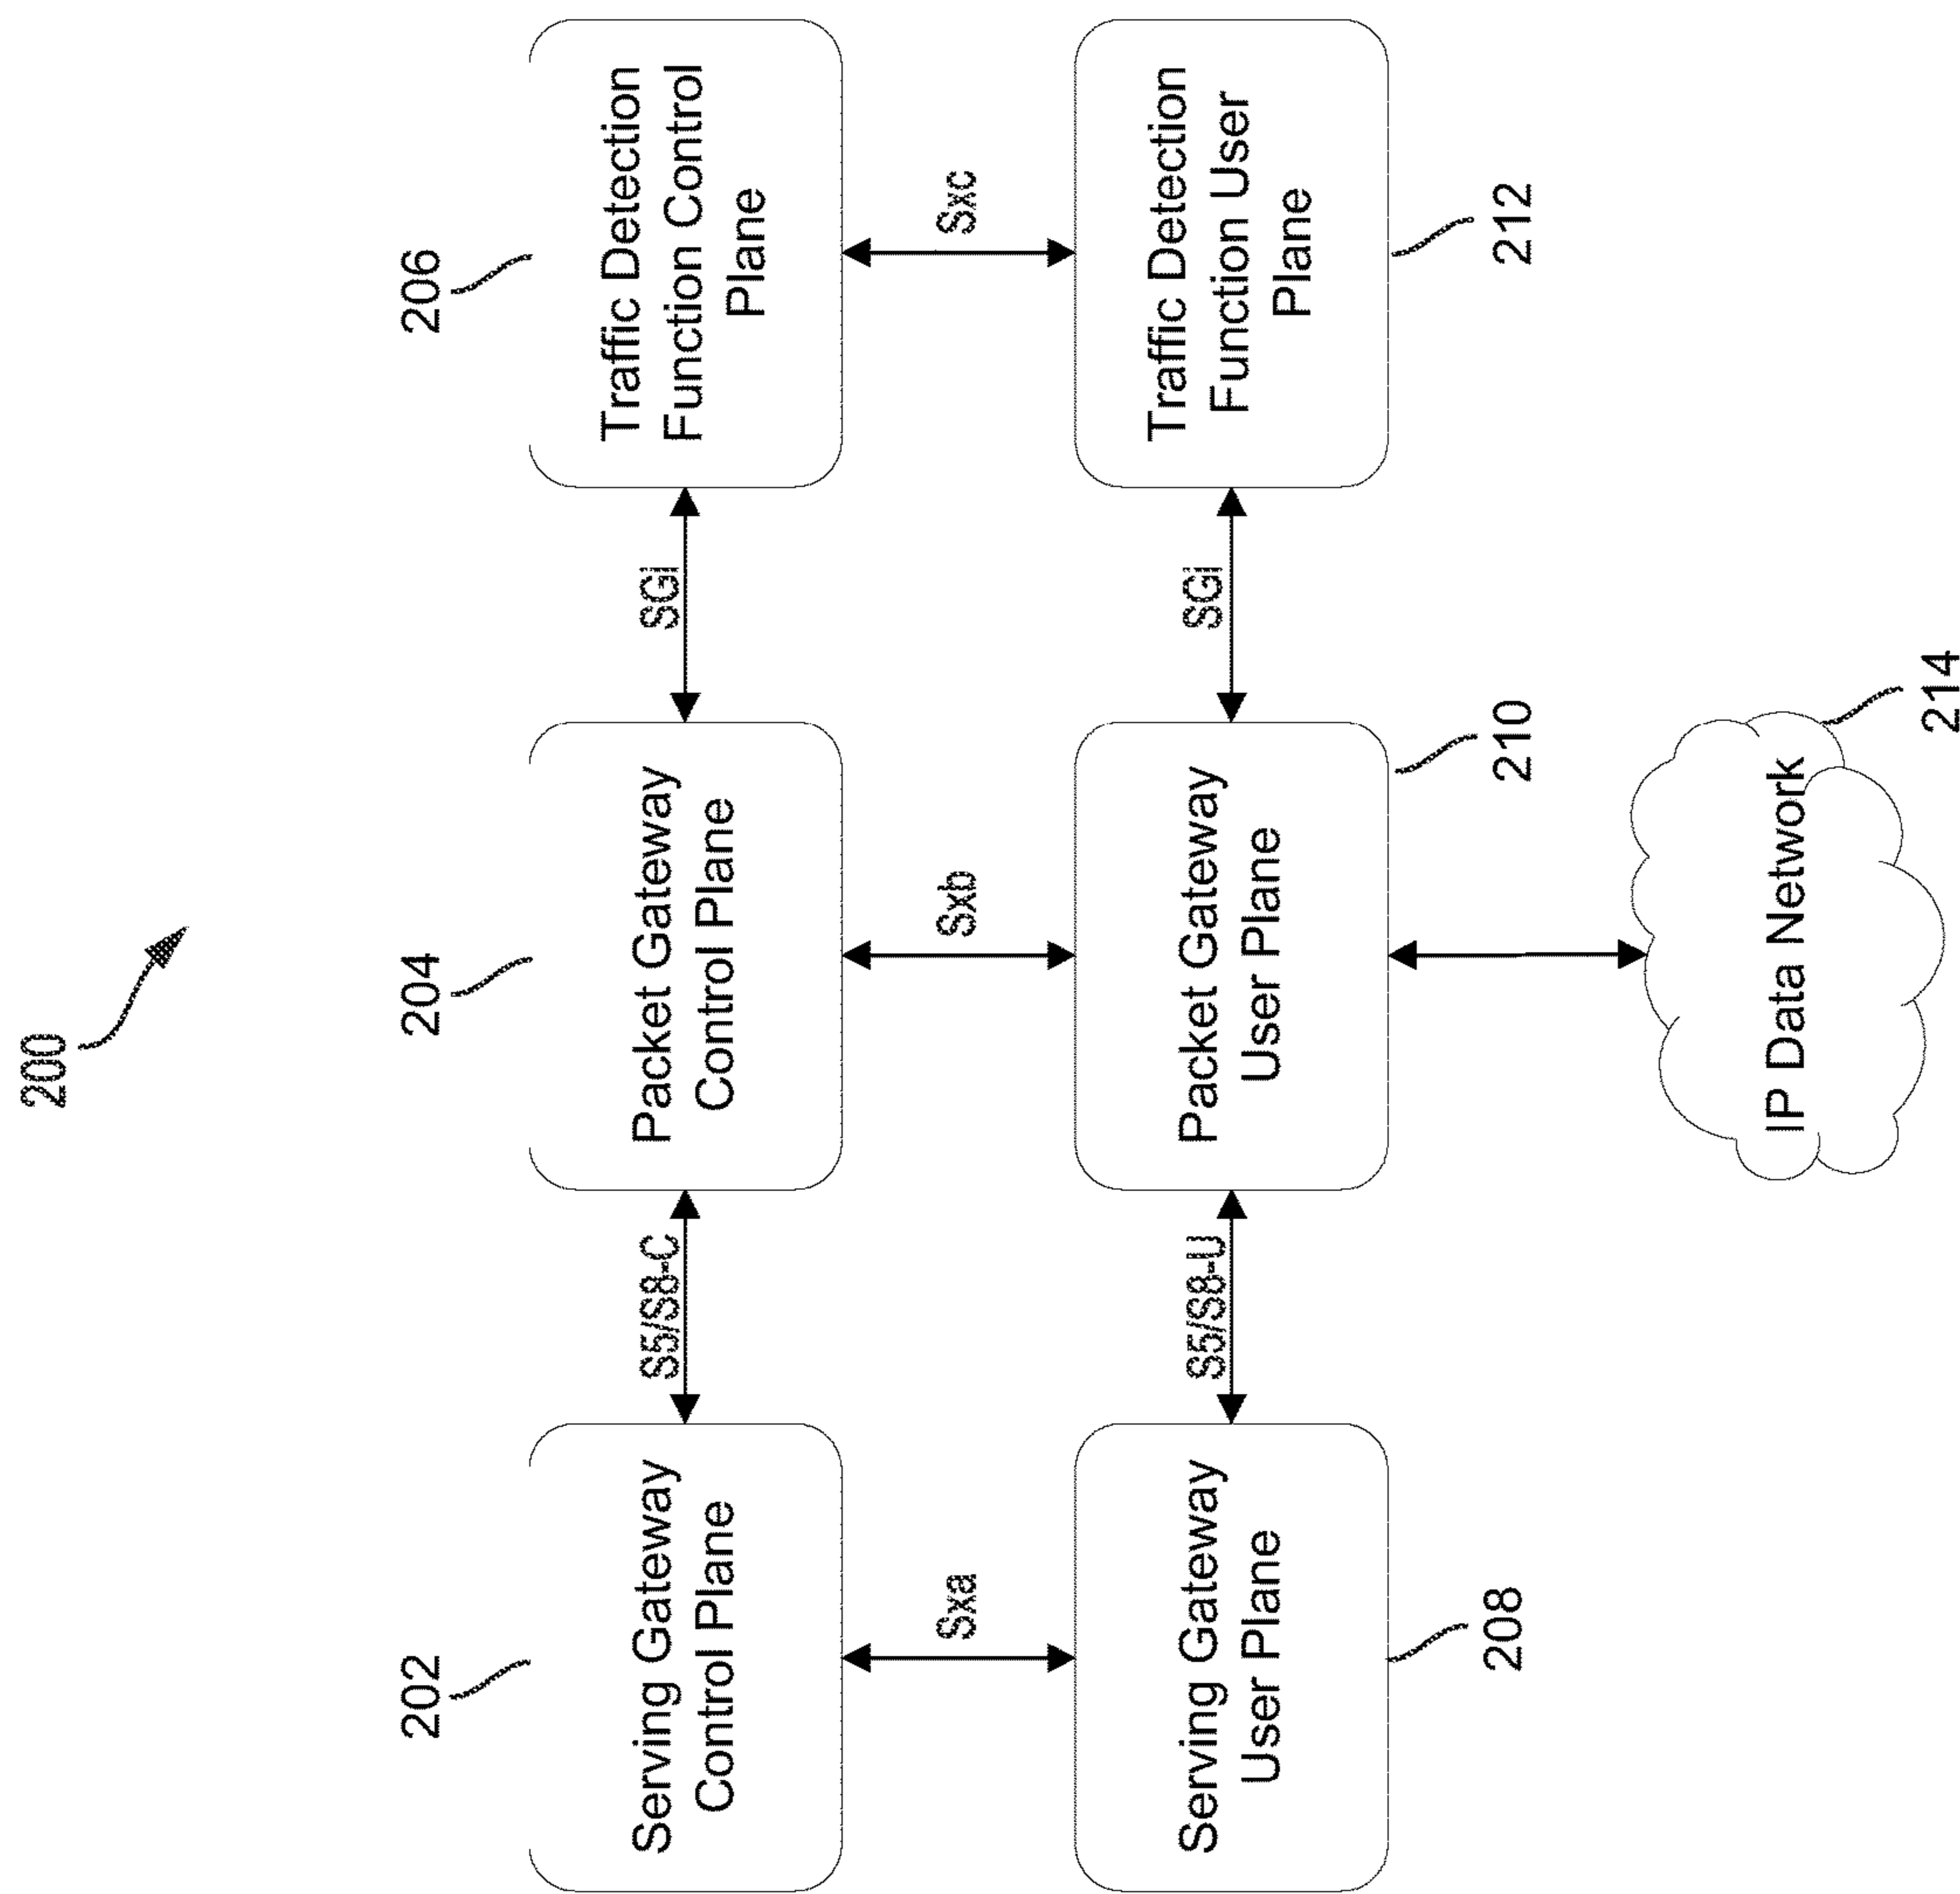 200
202
204
206
Serving Gateway
Control Plane
S5/S8-C
Packet Gateway
Control Plane
SGi
Traffic Detection
Function Control
Plane
Sxa
Sxb
Sxc
Serving Gateway
User Plane
S5/S8-U
Packet Gateway
User Plane
SGi
Traffic Detection
Function User
Plane
208
210
212
IP Data Network
214